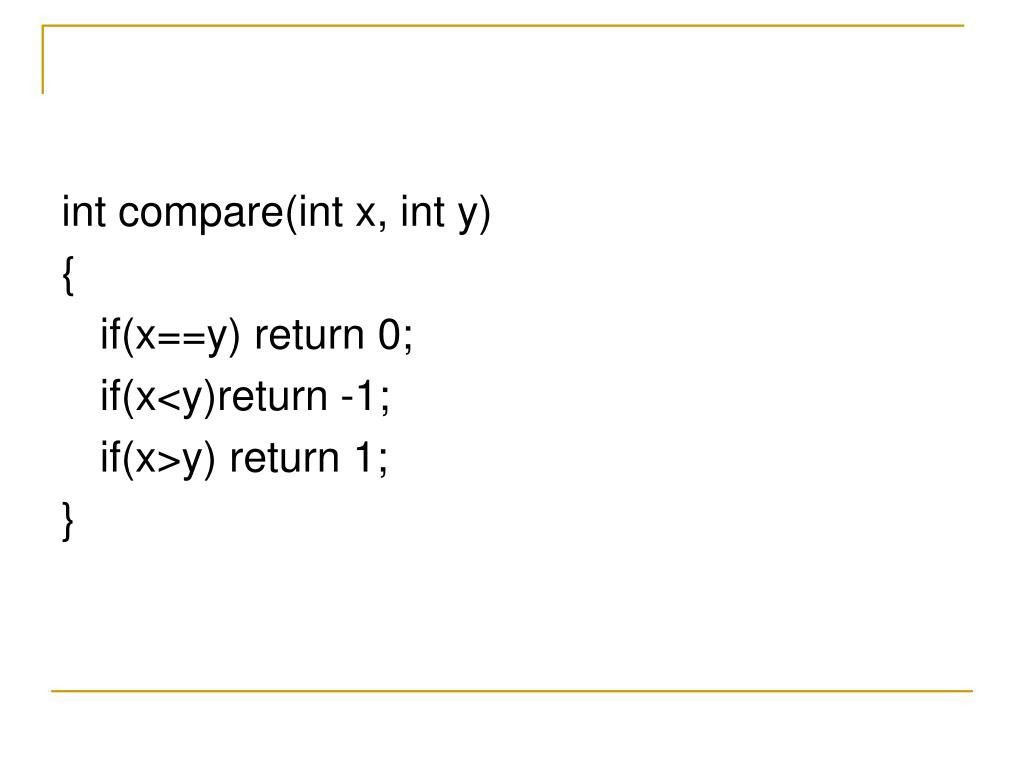 int compare(int x, int y)
{
if(x==y) return 0;
if(x<y)return -1;
if(x>y) return 1;
}